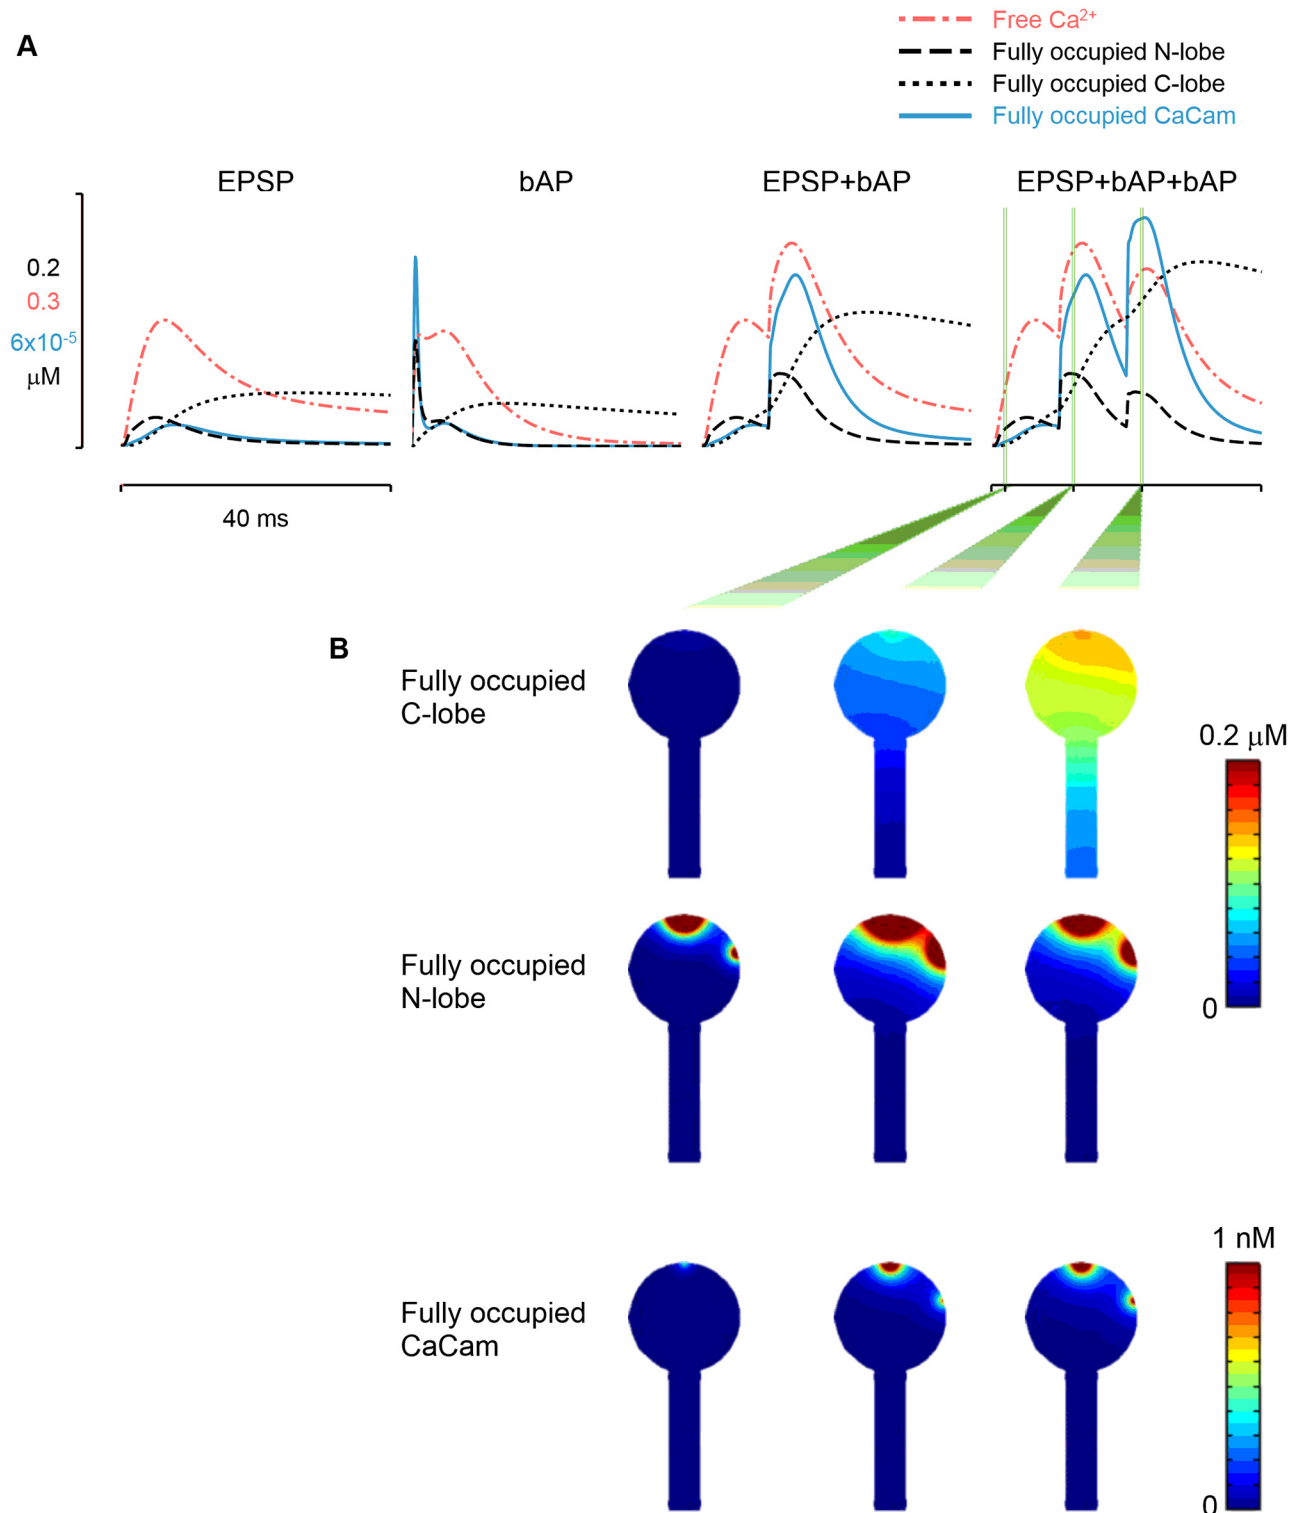 A
Free Ca²⁺
Fully occupied N-lobe
Fully occupied C-lobe
Fully occupied CaCam
EPSP
bAP
EPSP+bAP
EPSP+bAP+bAP
0.2
0.3
6x10⁻⁵
µM
40 ms
B
Fully occupied
C-lobe
0.2 µM
Fully occupied
N-lobe
0
1 nM
Fully occupied
CaCam
0